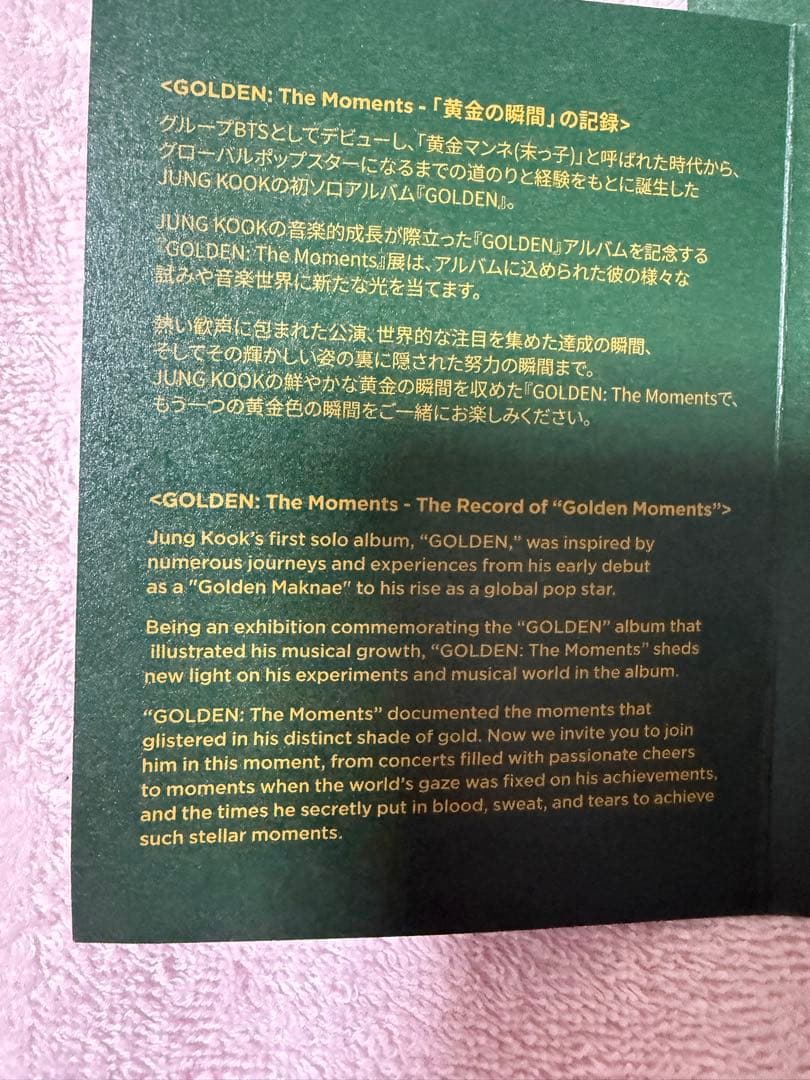 <GOLDEN: The Moments - 「黄金の瞬間」の記録>
グループBTSとしてデビューし、「黄金マンネ(末っ子)」と呼ばれた時代から、
グローバルポップスターになるまでの道のりと経験をもとに誕生した
JUNG KOOKの初ソロアルバム『GOLDEN』。
JUNG KOOKの音楽的成長が際立った『GOLDEN』アルバムを記念する
『GOLDEN: The Moments』展は、アルバムに込められた彼の様々な
試みや音楽世界に新たな光を当てます。
熱い歓声に包まれた公演、世界的な注目を集めた達成の瞬間、
そしてその輝かしい姿の裏に隠された努力の瞬間まで。
JUNG KOOKの鮮やかな黄金の瞬間を収めた『GOLDEN: The Momentsで、
もう一つの黄金色の瞬間をご一緒にお楽しみください。
<GOLDEN: The Moments - The Record of “Golden Moments”>
Jung Kook’s first solo album, “GOLDEN,” was inspired by
numerous journeys and experiences from his early debut
as a "Golden Maknae" to his rise as a global pop star.
Being an exhibition commemorating the “GOLDEN” album that
illustrated his musical growth, “GOLDEN: The Moments” sheds
new light on his experiments and musical world in the album.
“GOLDEN: The Moments” documented the moments that
glistered in his distinct shade of gold. Now we invite you to join
him in this moment, from concerts filled with passionate cheers
to moments when the world’s gaze was fixed on his achievements,
and the times he secretly put in blood, sweat, and tears to achieve
such stellar moments.